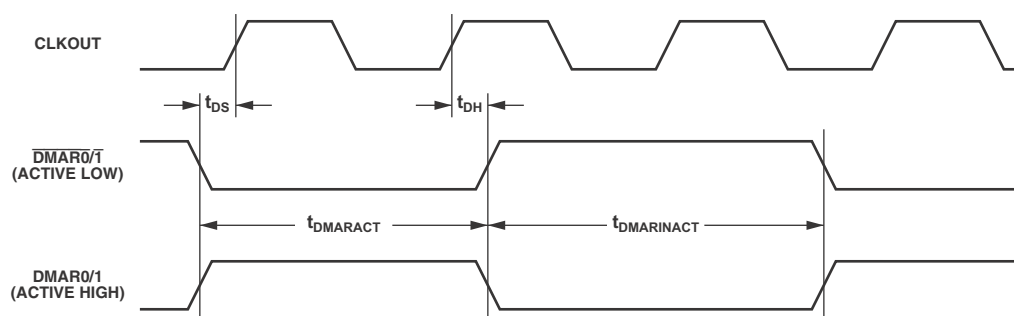 CLKOUT
tDS
tDH
DMAR0/1
(ACTIVE LOW)
tDMARACT
tDMARINACT
DMAR0/1
(ACTIVE HIGH)